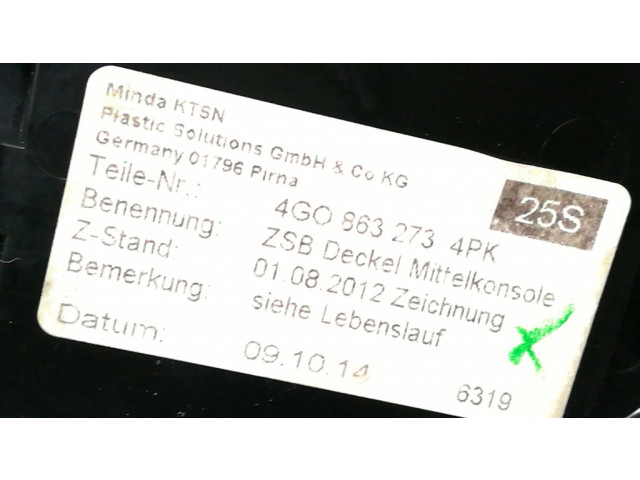 Minda KTSN
Plastic Solutions GmbH & Co KG
Germany 01796 Pirna
25S
Teile-Nr.: 4GO 863 273 4PK
Benennung: ZSB Deckel Mittelkonsole
Z-Stand: 01.08.2012 Zeichnung
Bemerkung: siehe Lebenslauf
Datum: 09.10.14 6319